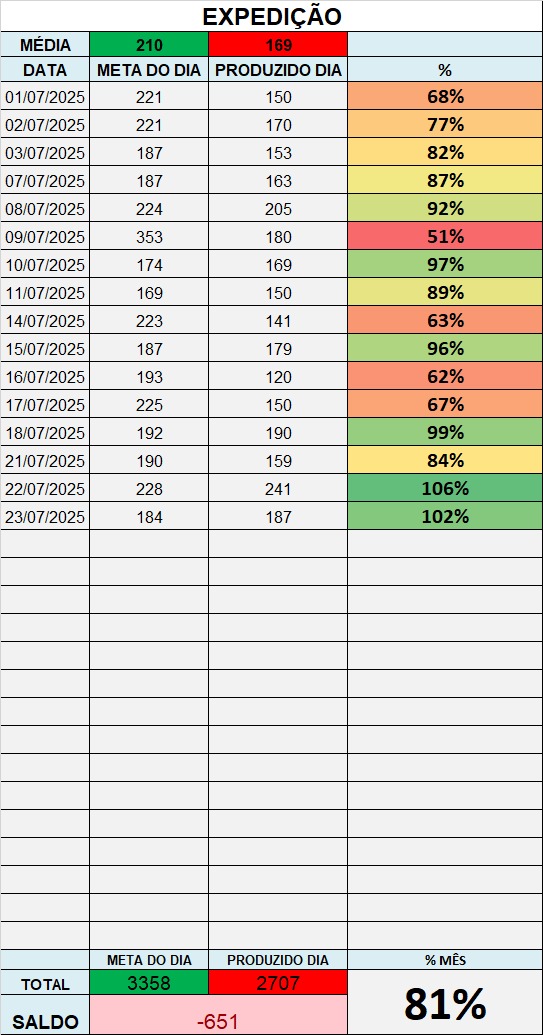 EXPEDIÇÃO
MÉDIA 210 169
DATA META DO DIA PRODUZIDO DIA %
01/07/2025 221 150 68%
02/07/2025 221 170 77%
03/07/2025 187 153 82%
07/07/2025 187 163 87%
08/07/2025 224 205 92%
09/07/2025 353 180 51%
10/07/2025 174 169 97%
11/07/2025 169 150 89%
14/07/2025 223 141 63%
15/07/2025 187 179 96%
16/07/2025 193 120 62%
17/07/2025 225 150 67%
18/07/2025 192 190 99%
21/07/2025 190 159 84%
22/07/2025 228 241 106%
23/07/2025 184 187 102%
META DO DIA PRODUZIDO DIA % MÊS
TOTAL 3358 2707 81%
SALDO -651